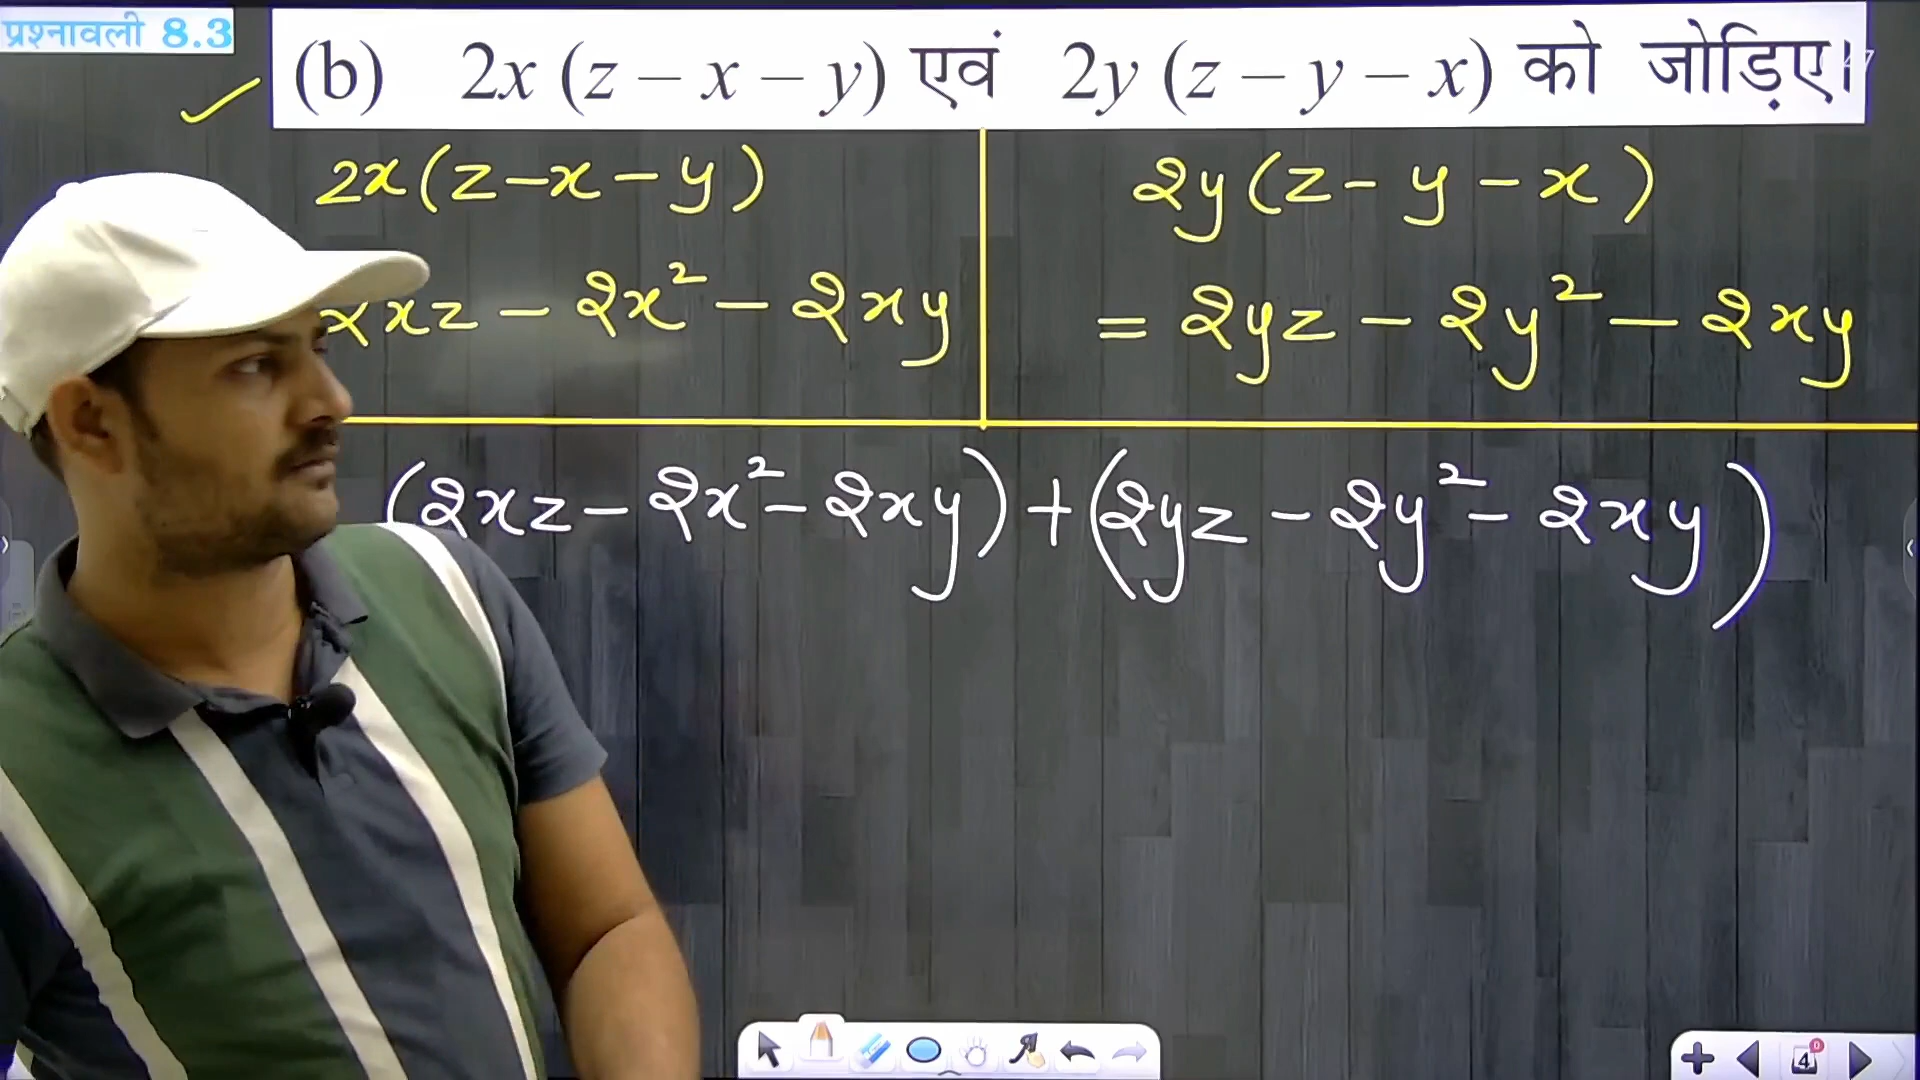 प्रश्नावली 8.3
(b) 2x (z – x – y) एवं 2y (z – y – x) को जोड़िए।
2x(z-x-y)
2y(z-y-x)
xz - 2x² - 2xy
= 2yz - 2y² - 2xy
(2xz - 2x² - 2xy) + (2yz - 2y² - 2xy)
4